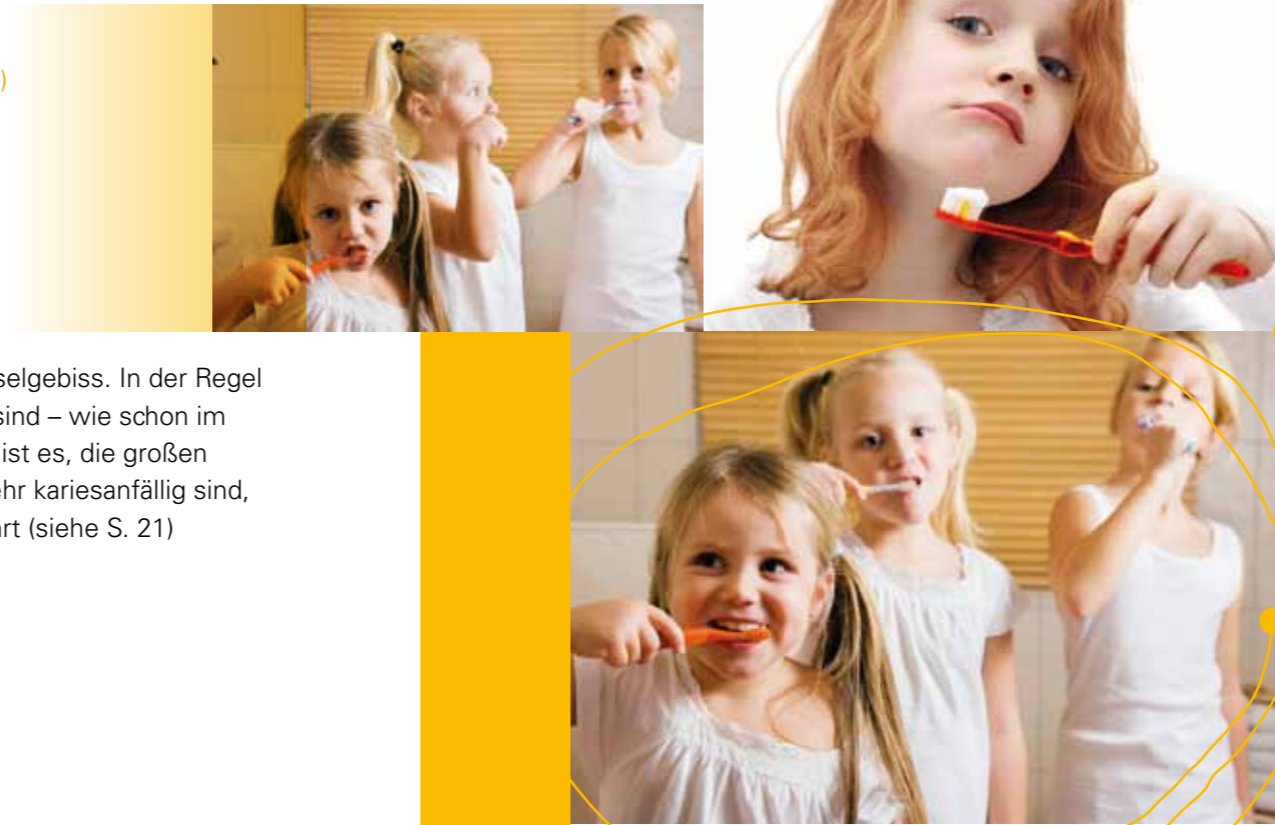 )
selgebiss. In der Regel
sind – wie schon im
ist es, die großen
ehr kariesanfällig sind,
art (siehe S. 21)